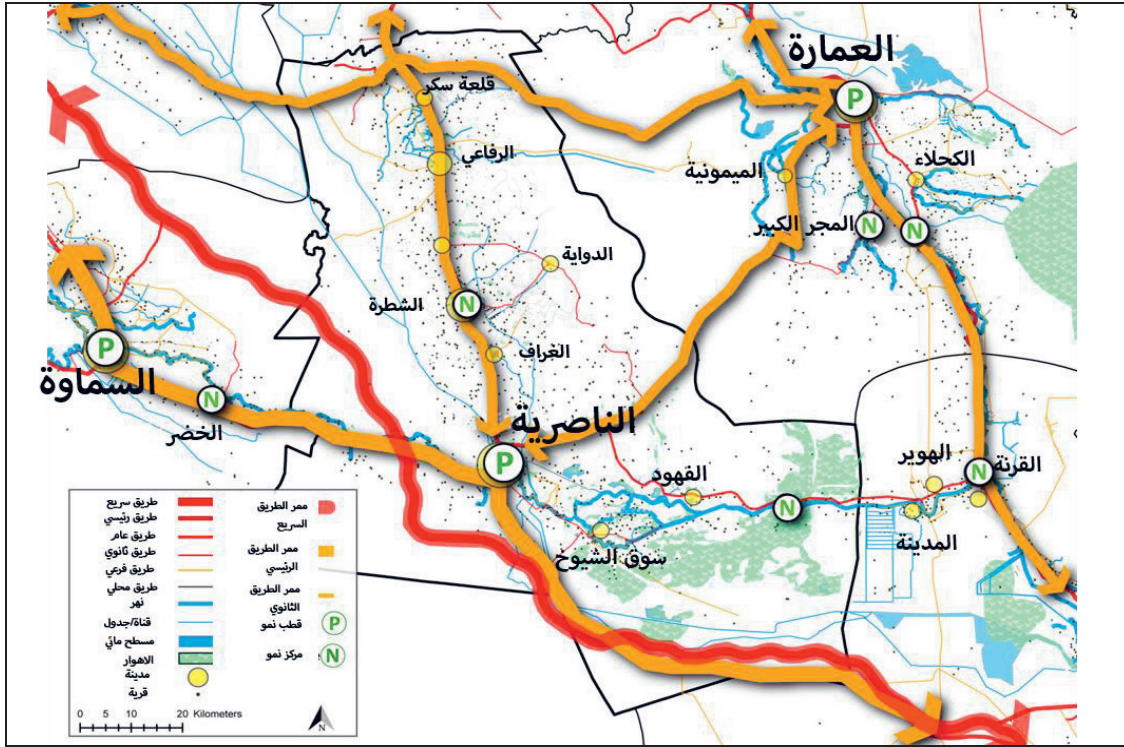 العمارة
P
قلعة سكر
الرفاعي
الميمونية
الكحلاء
المجر الكبير
N
N
الدواية
الشطرة
N
الغراف
P
السماوة
N
الخضر
الناصرية
P
الفهود
N
الهوير
القرنة
N
المدينة
سوق الشيوخ
طريق سريع
طريق رئيسي
طريق عام
طريق ثانوي
طريق فرعي
طريق محلي
نهر
قناة/جدول
مسطح مائي
الاهوار
مدينة
قرية
ممر الطريق
السريع
ممر الطريق
الرئيسي
ممر الطريق
الثانوي
قطب نمو
P
مركز نمو
N
0 5 10 20 Kilometers
N